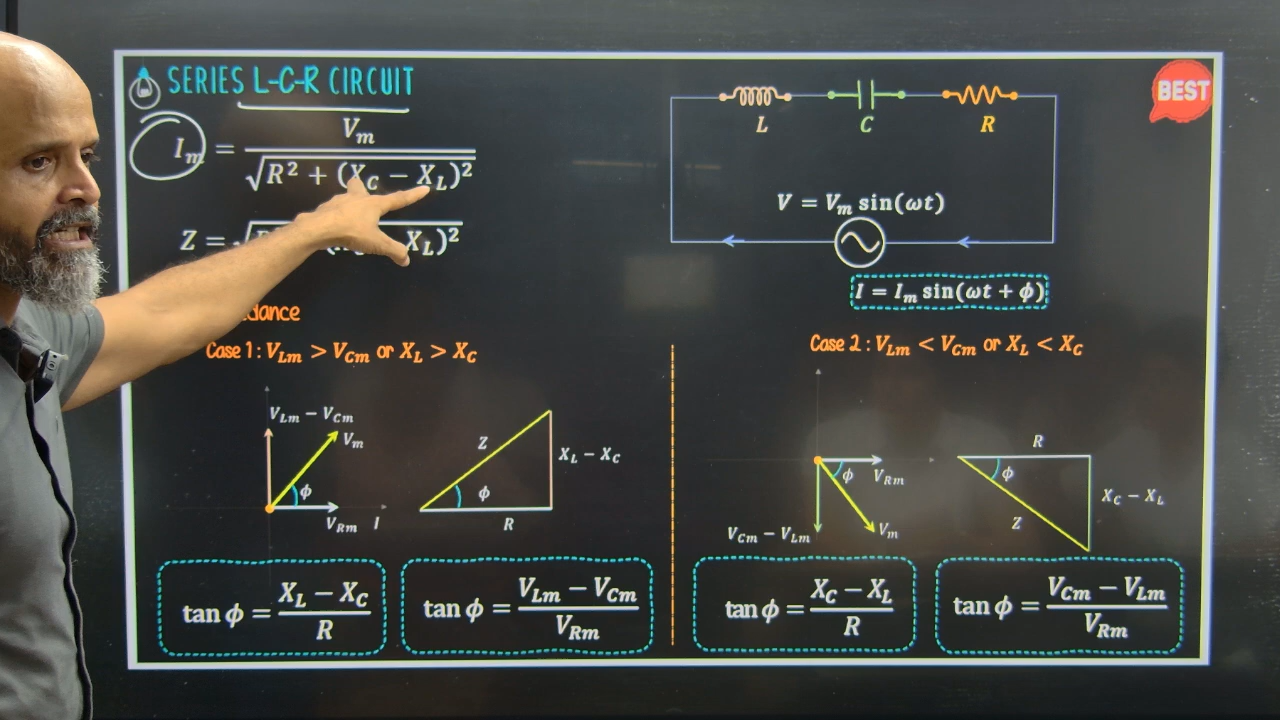 SERIES L-C-R CIRCUIT
BEST
I_m = V_m / √(R² + (X_C − X_L)²)
L
C
R
V = V_m sin(ωt)
Z = X_L)²
I = I_m sin(ωt + ϕ)
Case 1 : V_Lm > V_Cm or X_L > X_C
Case 2 : V_Lm < V_Cm or X_L < X_C
V_Lm − V_Cm
V_m
ϕ
V_Rm
I
Z
ϕ
R
X_L − X_C
ϕ
V_Rm
V_m
V_Cm − V_Lm
R
ϕ
Z
X_C − X_L
tan ϕ = (X_L − X_C) / R
tan ϕ = (V_Lm − V_Cm) / V_Rm
tan ϕ = (X_C − X_L) / R
tan ϕ = (V_Cm − V_Lm) / V_Rm